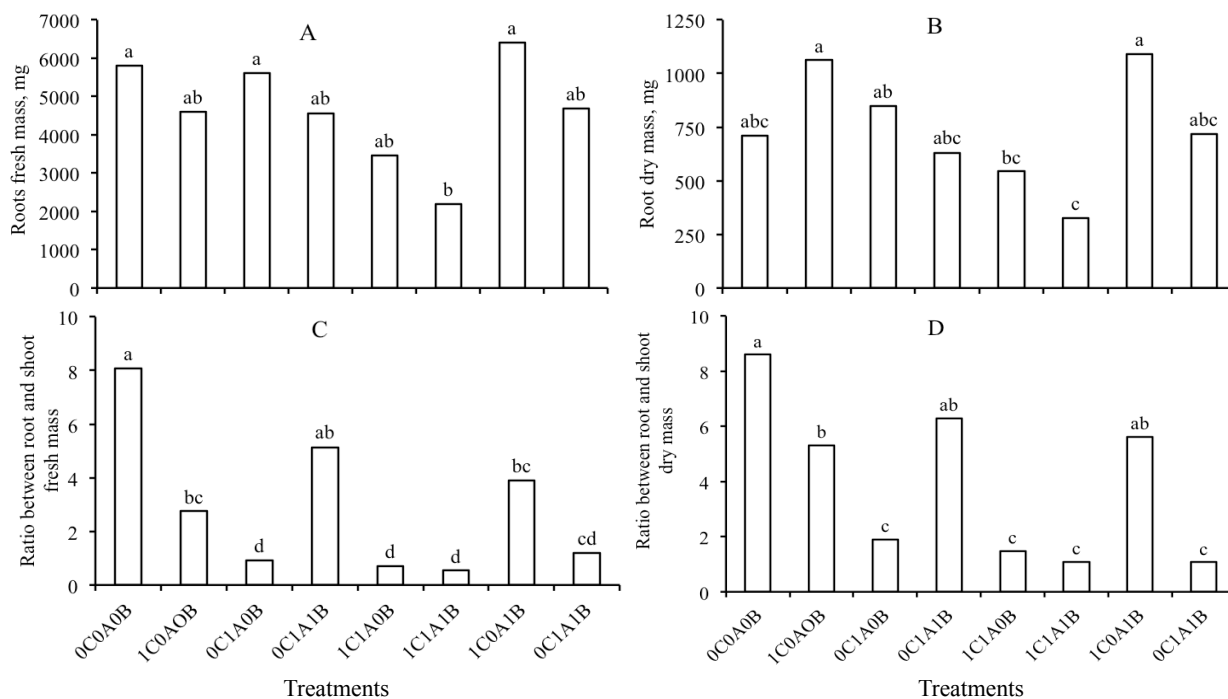 A
Roots fresh mass, mg
7000
6000
5000
4000
3000
2000
1000
0
a
ab
a
ab
ab
b
a
ab
B
Root dry mass, mg
1250
1000
750
500
250
0
abc
a
ab
abc
bc
c
a
abc
C
Ratio between root and shoot
fresh mass
10
8
6
4
2
0
a
bc
d
ab
d
d
bc
cd
0C0A0B
1C0AOB
0C1A0B
0C1A1B
1C1A0B
1C1A1B
1C0A1B
0C1A1B
Treatments
D
Ratio between root and shoot
dry mass
10
8
6
4
2
0
a
b
c
ab
c
c
ab
c
0C0A0B
1C0AOB
0C1A0B
0C1A1B
1C1A0B
1C1A1B
1C0A1B
0C1A1B
Treatments